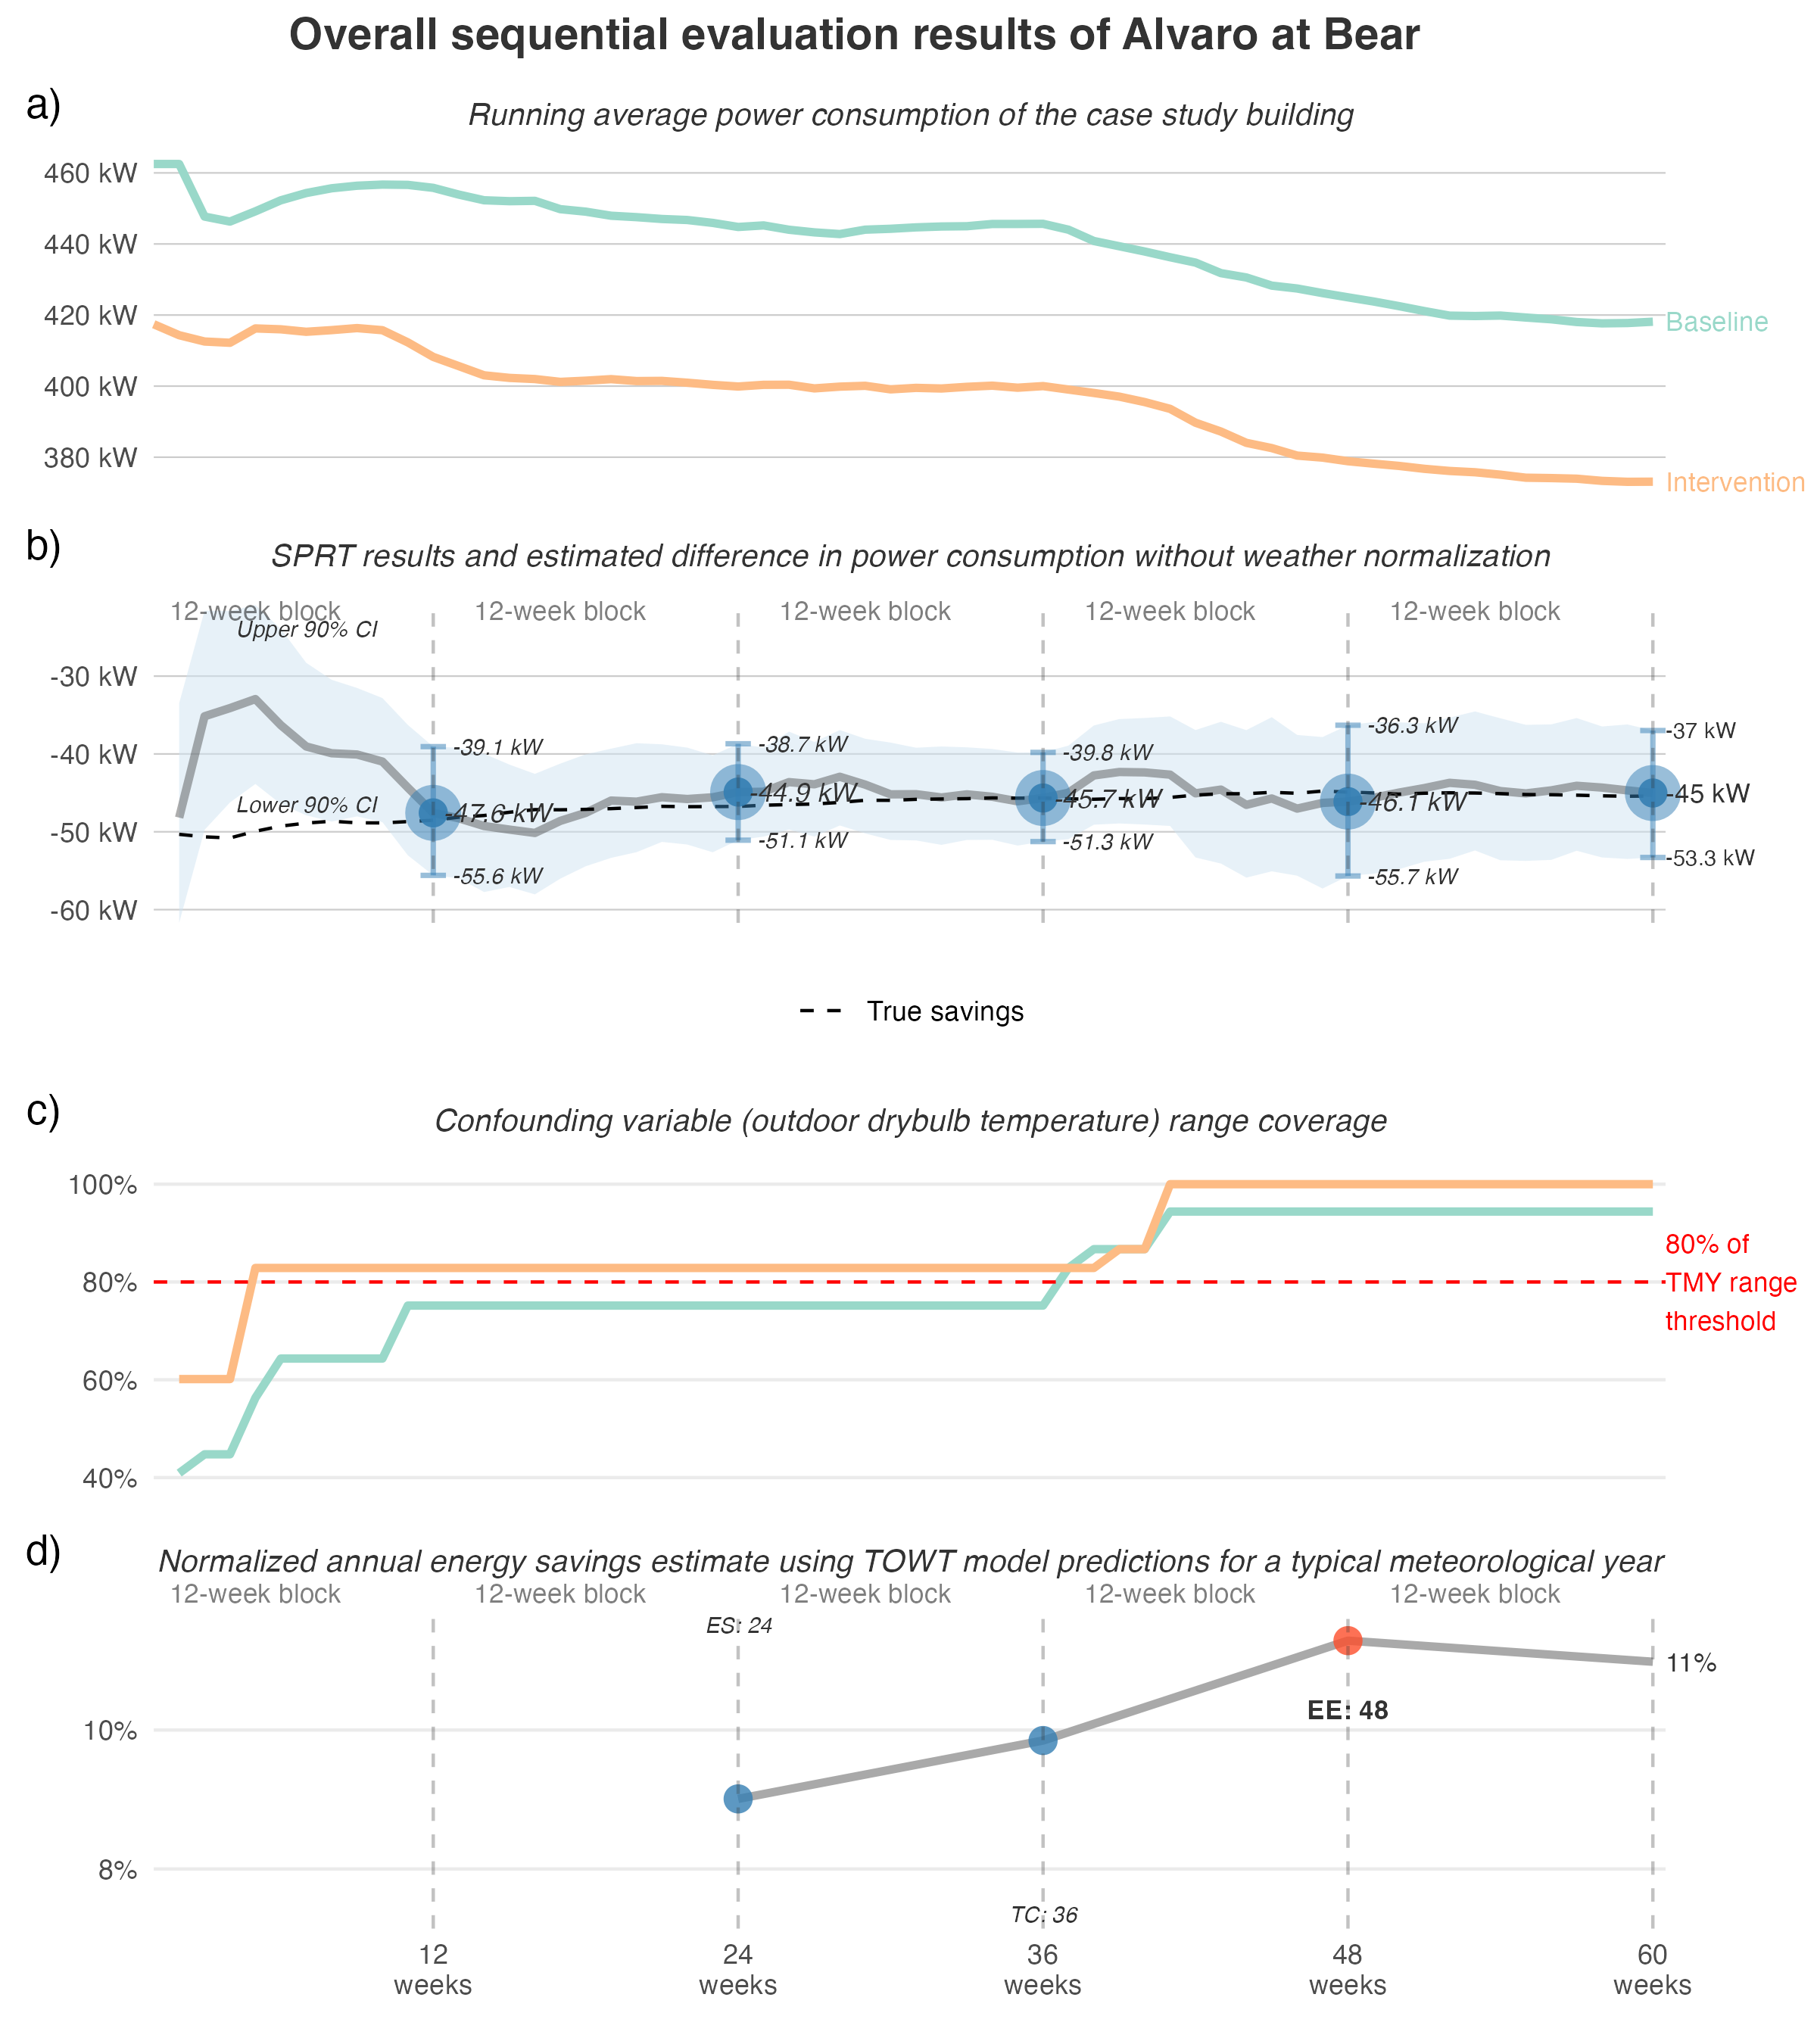 Overall sequential evaluation results of Alvaro at Bear
a)
Running average power consumption of the case study building
460 kW
440 kW
420 kW
400 kW
380 kW
Baseline
Intervention
b)
SPRT results and estimated difference in power consumption without weather normalization
12-week block 12-week block 12-week block 12-week block 12-week block
Upper 90% CI
Lower 90% CI
-30 kW
-40 kW
-50 kW
-60 kW
-39.1 kW
-47.6 kW
-55.6 kW
-38.7 kW
-44.9 kW
-51.1 kW
-39.8 kW
-45.7 kW
-51.3 kW
-36.3 kW
-46.1 kW
-55.7 kW
-37 kW
-45 kW
-53.3 kW
True savings
c)
Confounding variable (outdoor drybulb temperature) range coverage
100%
80%
60%
40%
80% of
TMY range
threshold
d)
Normalized annual energy savings estimate using TOWT model predictions for a typical meteorological year
12-week block 12-week block 12-week block 12-week block 12-week block
ES: 24
11%
EE: 48
10%
8%
TC: 36
12 24 36 48 60
weeks weeks weeks weeks weeks